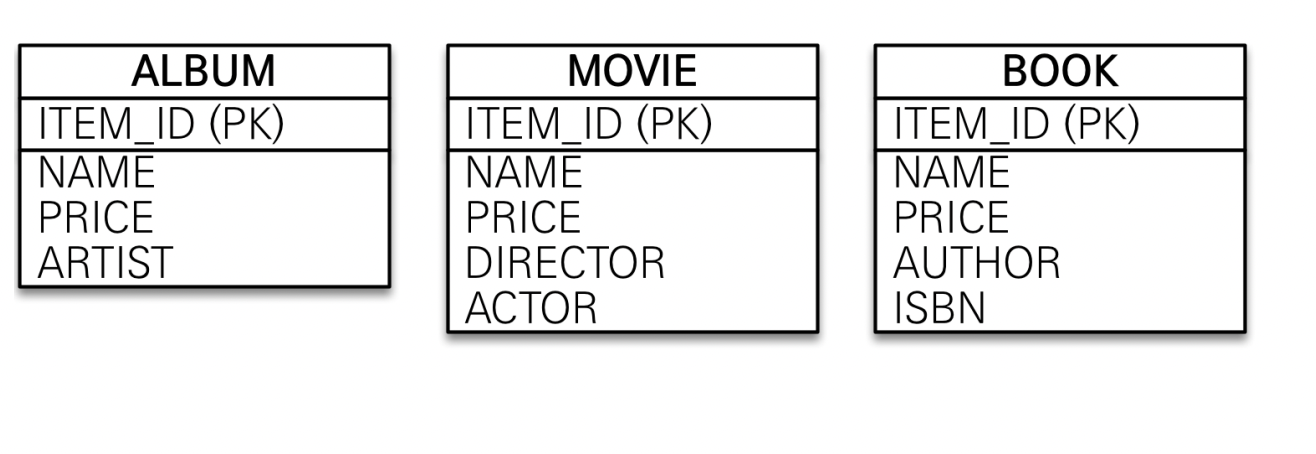 ALBUM
ITEM_ID (PK)
NAME
PRICE
ARTIST
MOVIE
ITEM_ID (PK)
NAME
PRICE
DIRECTOR
ACTOR
BOOK
ITEM_ID (PK)
NAME
PRICE
AUTHOR
ISBN